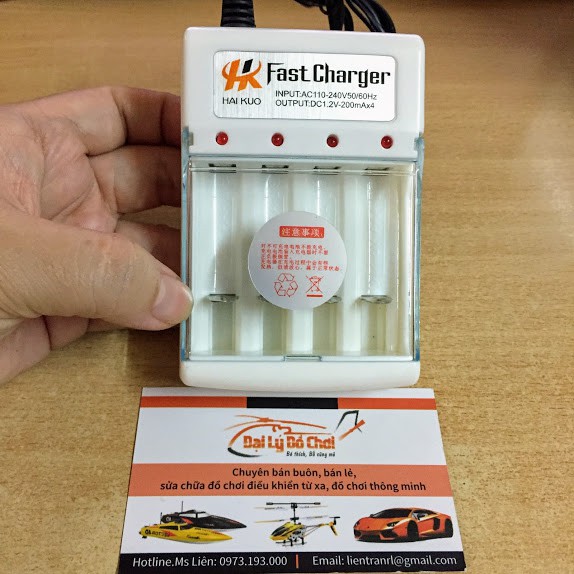 HK Fast Charger
HAI KUO
INPUT:AC110-240V50/60Hz
OUTPUT:DC1.2V-200mAx4
注意事项:
Đại Lý Đồ Chơi
Bé thích, Bố cũng mê
Chuyên bán buôn, bán lẻ,
sửa chữa đồ chơi điều khiển từ xa, đồ chơi thông minh
Hotline.Ms Liên: 0973.193.000 | Email: lientranrl@gmail.com